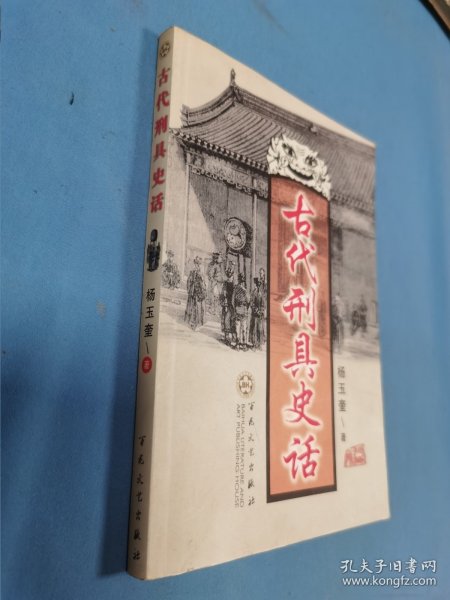 古代刑具史话
杨玉奎
著
百花文艺出版社
古代刑具史话
杨玉奎
著
LBH
百花文艺出版社
BAIHUA LITERATURE AND
ART PUBLISHING HOUSE
孔夫子旧书网
www.kongfz.com